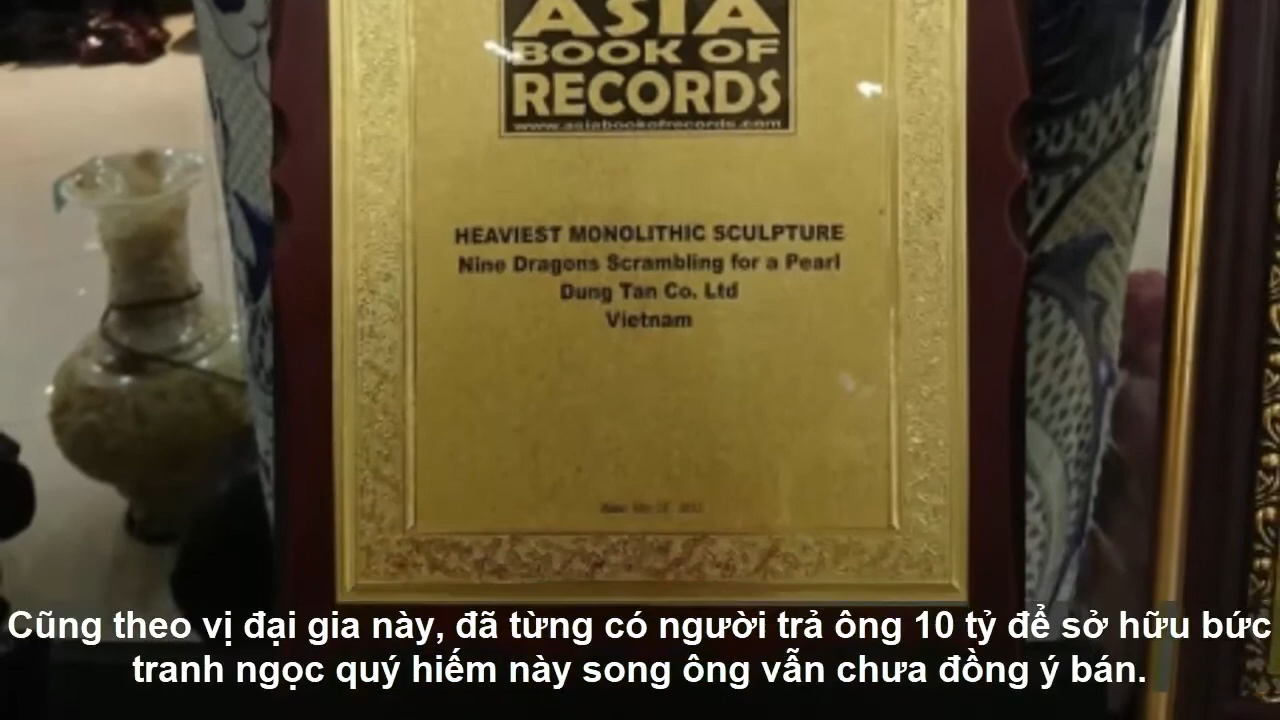 ASIA
BOOK OF
RECORDS
www.asiabookofrecords.com
HEAVIEST MONOLITHIC SCULPTURE
Nine Dragons Scrambling for a Pearl
Dung Tan Co. Ltd
Vietnam
Cũng theo vị đại gia này, đã từng có người trả ông 10 tỷ để sở hữu bức
tranh ngọc quý hiếm này song ông vẫn chưa đồng ý bán.